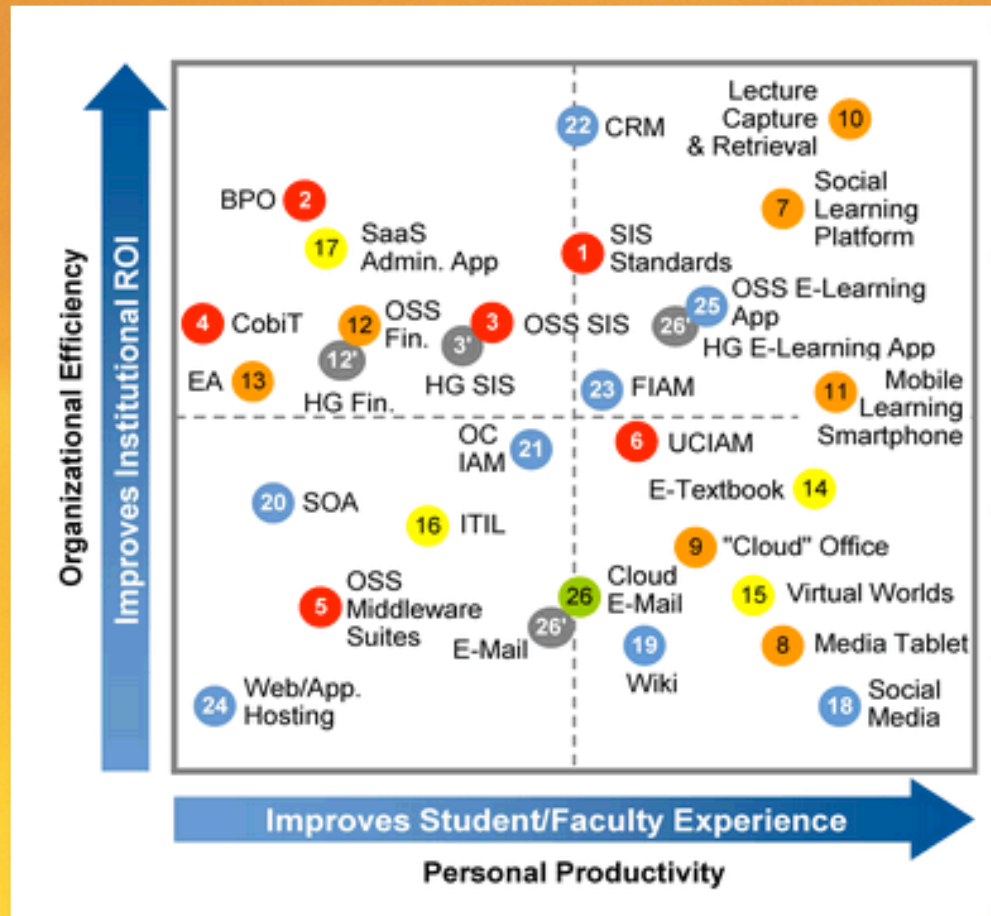 Organizational Efficiency
Improves Institutional ROI
22 CRM
Lecture
Capture
& Retrieval
10
BPO 2
7
Social
Learning
Platform
17
SaaS
Admin. App
1
SIS
Standards
4 CobiT
12
OSS
Fin.
3 OSS SIS
25
OSS E-Learning
App
12'
3'
26'
HG E-Learning App
EA 13
HG Fin.
HG SIS
23 FIAM
11
Mobile
Learning
Smartphone
OC
IAM
21
6 UCIAM
20 SOA
E-Textbook 14
16 ITIL
9 "Cloud" Office
5
OSS
Middleware
Suites
26
Cloud
E-Mail
15 Virtual Worlds
E-Mail 26'
19
Wiki
8 Media Tablet
24
Web/App.
Hosting
18
Social
Media
Improves Student/Faculty Experience
Personal Productivity